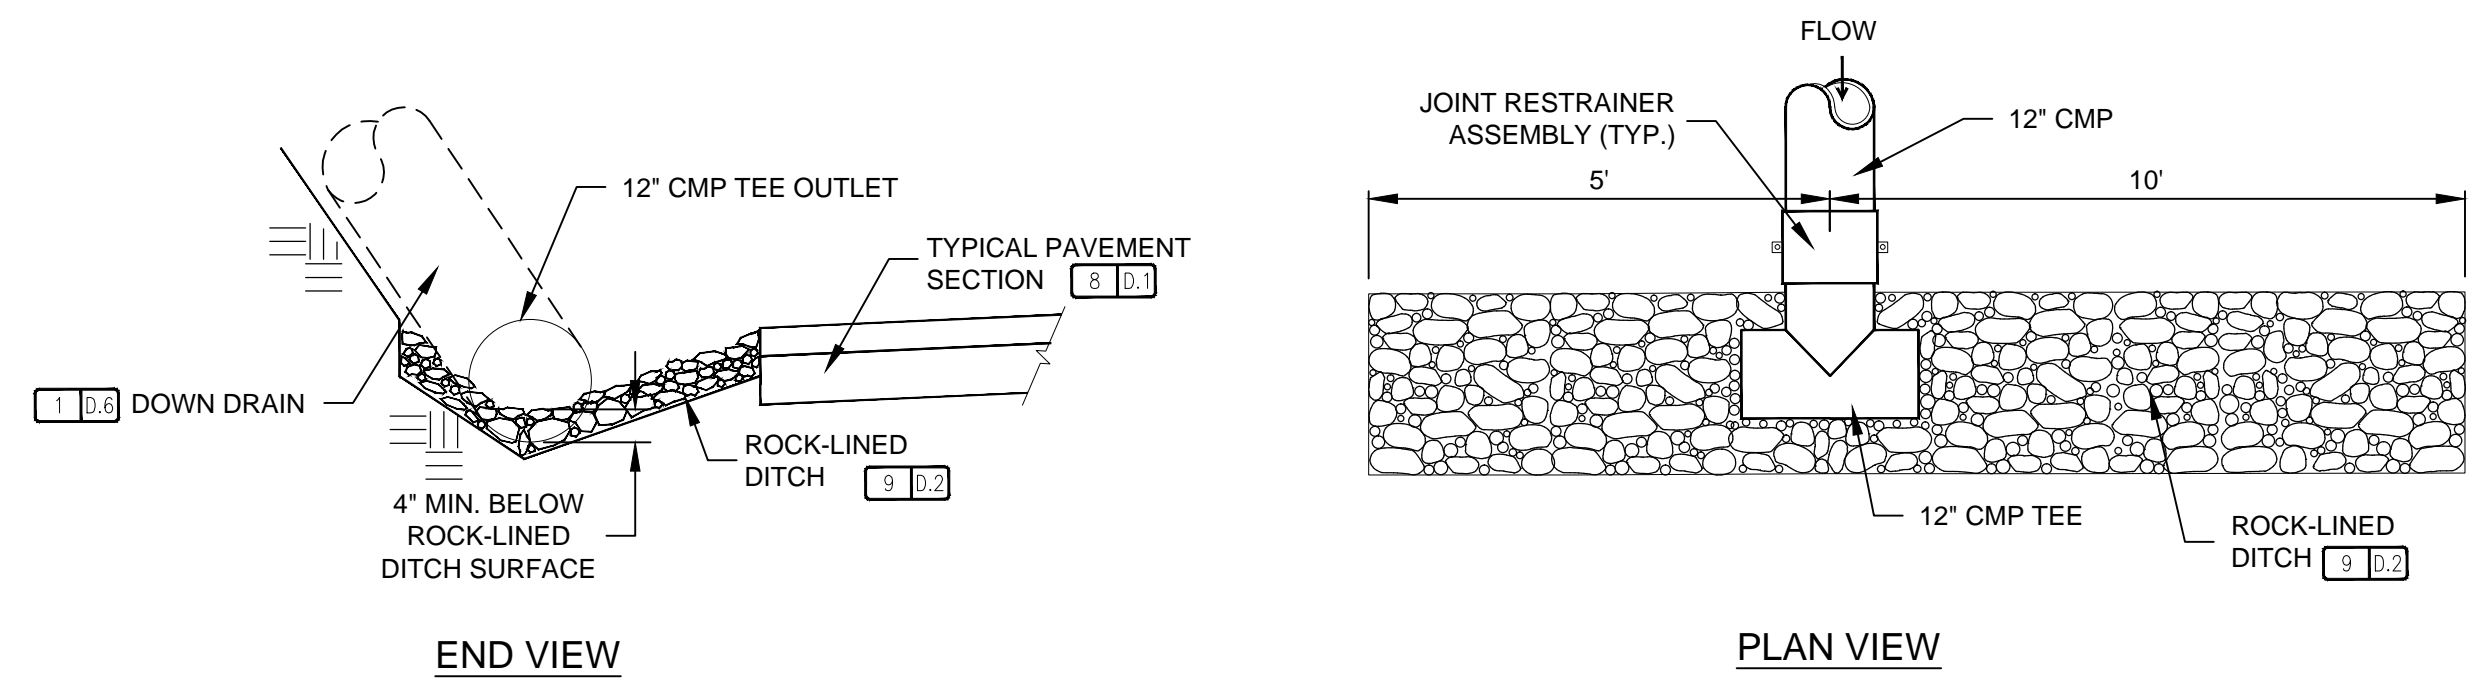 12" CMP TEE OUTLET
TYPICAL PAVEMENT
SECTION 8 D.1
1 D.6 DOWN DRAIN
ROCK-LINED
DITCH 9 D.2
4" MIN. BELOW
ROCK-LINED
DITCH SURFACE
END VIEW
FLOW
JOINT RESTRAINER
ASSEMBLY (TYP.)
12" CMP
5'
10'
12" CMP TEE
ROCK-LINED
DITCH 9 D.2
PLAN VIEW